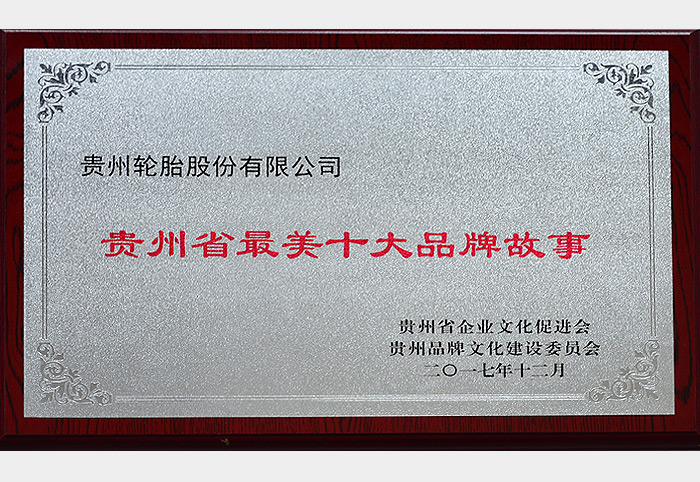 贵州轮胎股份有限公司
贵州省最美十大品牌故事
贵州省企业文化促进会
贵州品牌文化建设委员会
二〇一七年十二月